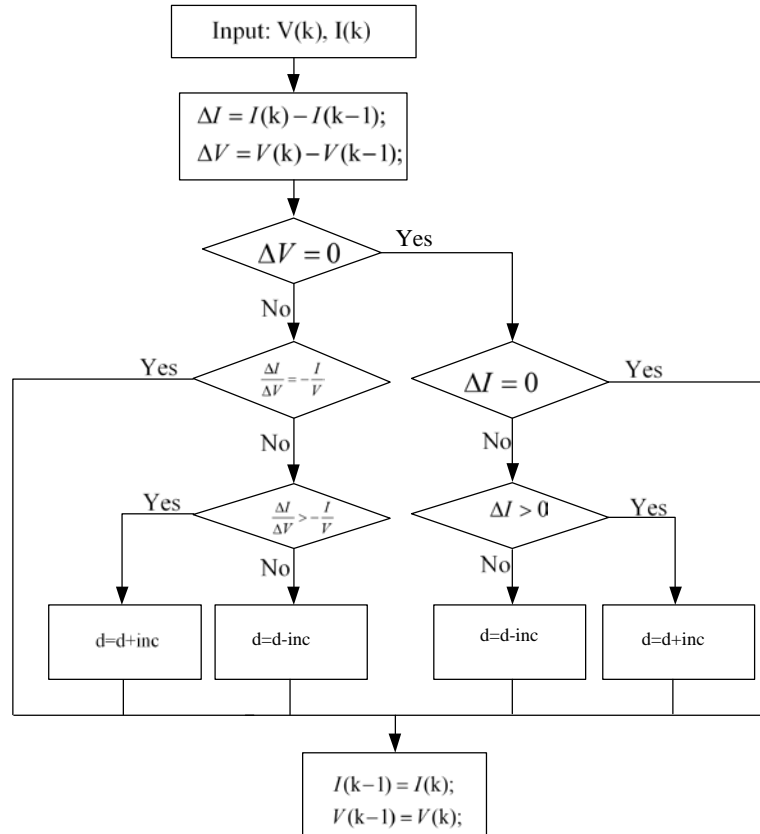 Input: V(k), I(k)
ΔI = I(k) − I(k−1);
ΔV = V(k) − V(k−1);
ΔV = 0
Yes
No
Yes
ΔI/ΔV = −I/V
ΔI = 0
Yes
No
No
Yes
ΔI/ΔV > −I/V
ΔI > 0
Yes
No
No
d=d+inc
d=d-inc
d=d-inc
d=d+inc
I(k−1) = I(k);
V(k−1) = V(k);